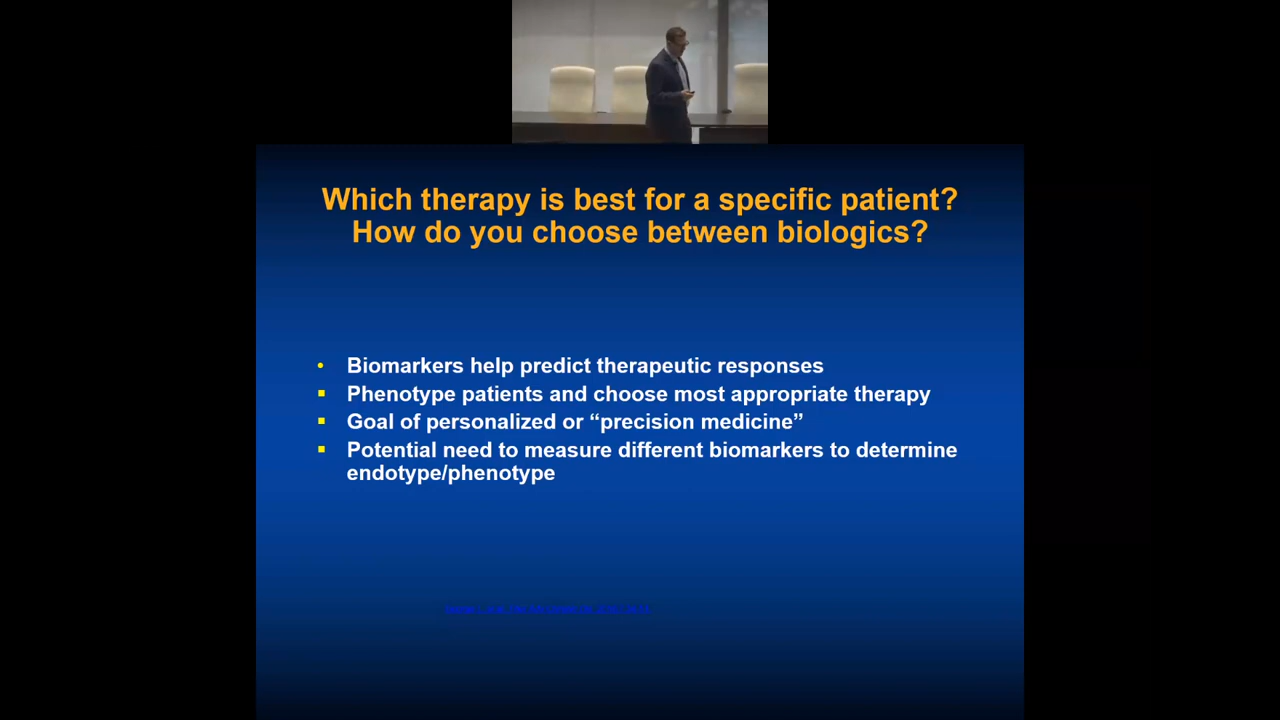 Which therapy is best for a specific patient?
How do you choose between biologics?
• Biomarkers help predict therapeutic responses
▪ Phenotype patients and choose most appropriate therapy
▪ Goal of personalized or “precision medicine”
▪ Potential need to measure different biomarkers to determine
endotype/phenotype